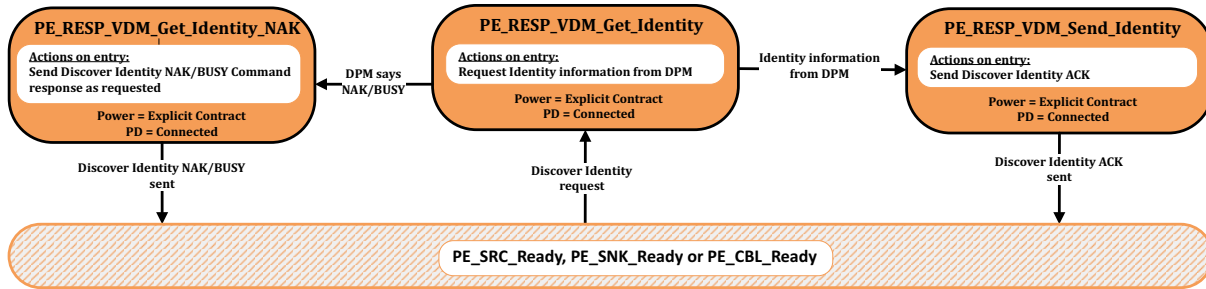 PE_RESP_VDM_Get_Identity_NAK
Actions on entry:
Send Discover Identity NAK/BUSY Command
response as requested
Power = Explicit Contract
PD = Connected
DPM says
NAK/BUSY
PE_RESP_VDM_Get_Identity
Actions on entry:
Request Identity information from DPM
Power = Explicit Contract
PD = Connected
Identity information
from DPM
PE_RESP_VDM_Send_Identity
Actions on entry:
Send Discover Identity ACK
Power = Explicit Contract
PD = Connected
Discover Identity NAK/BUSY
sent
Discover Identity
request
Discover Identity ACK
sent
PE_SRC_Ready, PE_SNK_Ready or PE_CBL_Ready